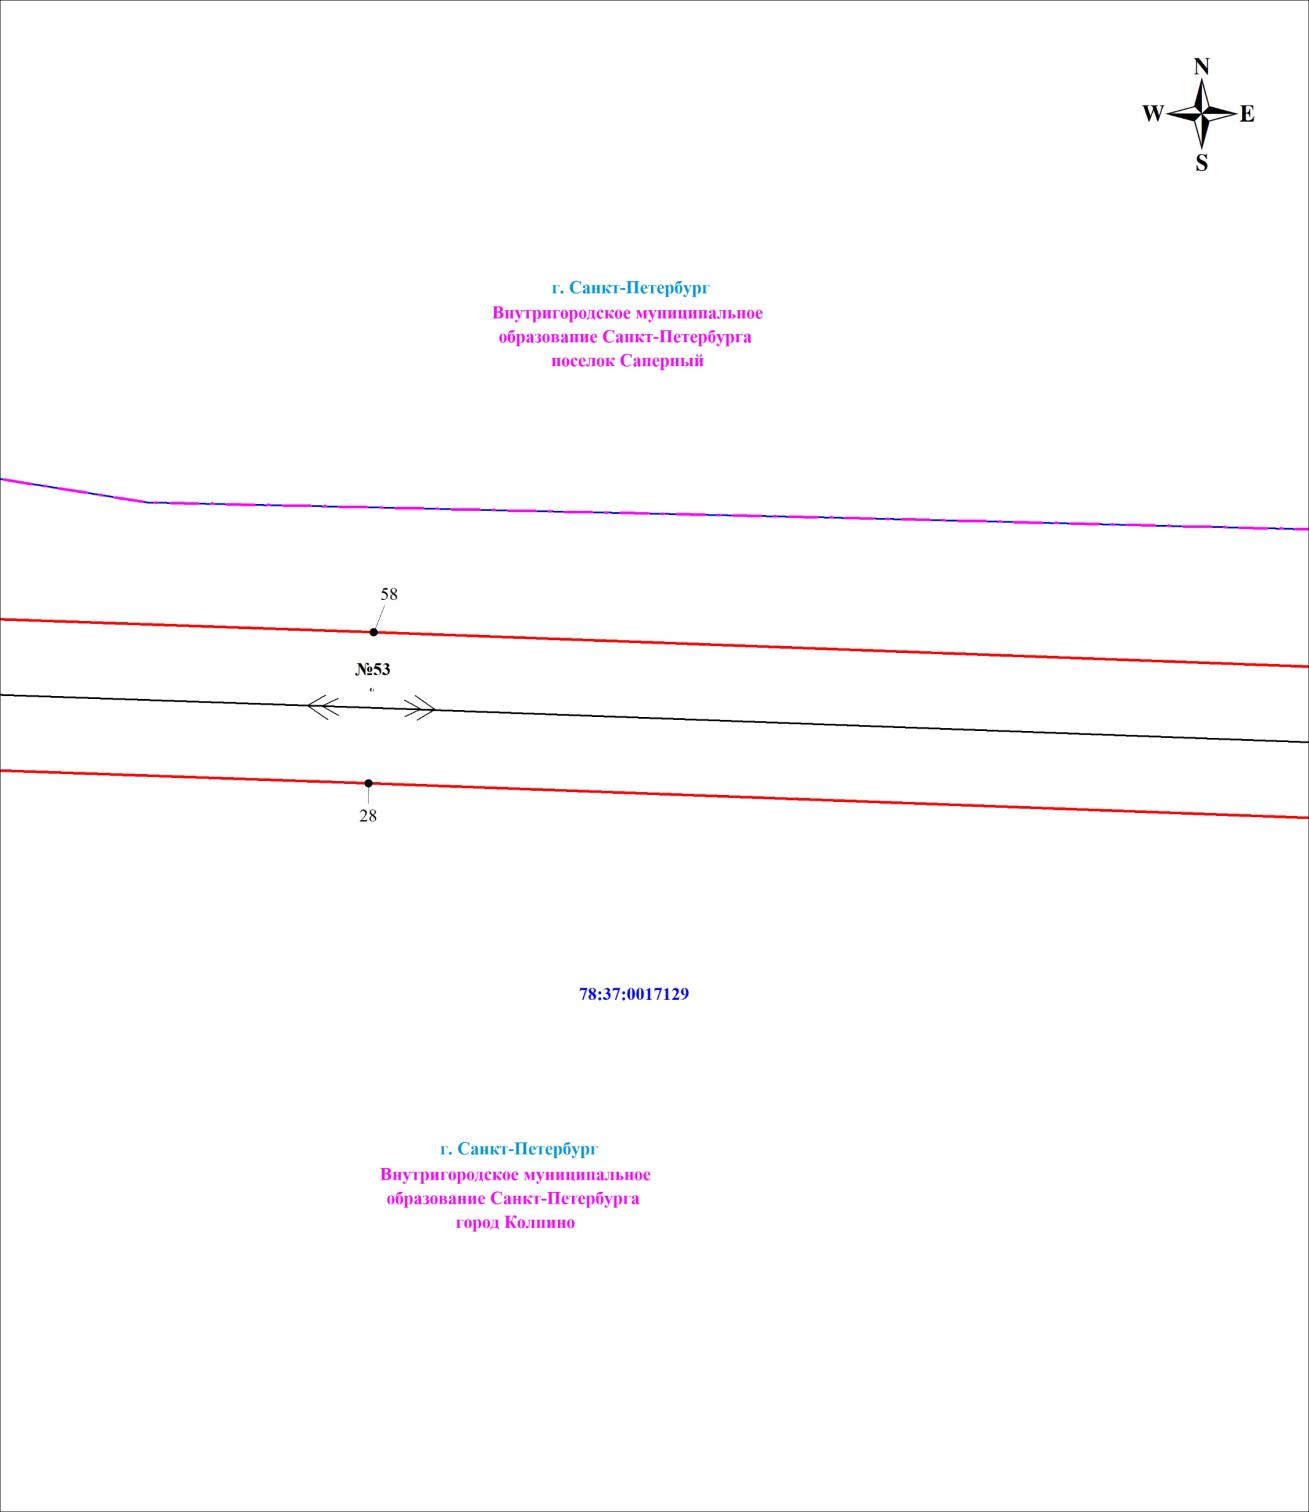 N
W E
S
г. Санкт-Петербург
Внутригородское муниципальное
образование Санкт-Петербурга
поселок Саперный
58
№53
28
78:37:0017129
г. Санкт-Петербург
Внутригородское муниципальное
образование Санкт-Петербурга
город Колпино